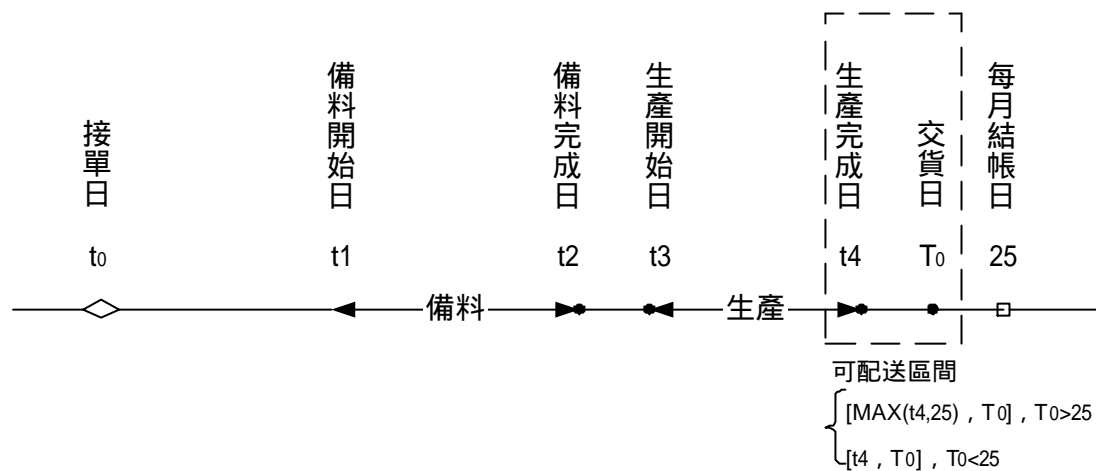 接單日
備料開始日
備料完成日
生產開始日
生產完成日
交貨日
每月結帳日
t0 t1 t2 t3 t4 T0 25
備料 生產
可配送區間
[MAX(t4,25) , T0] , T0>25
[t4 , T0] , T0<25